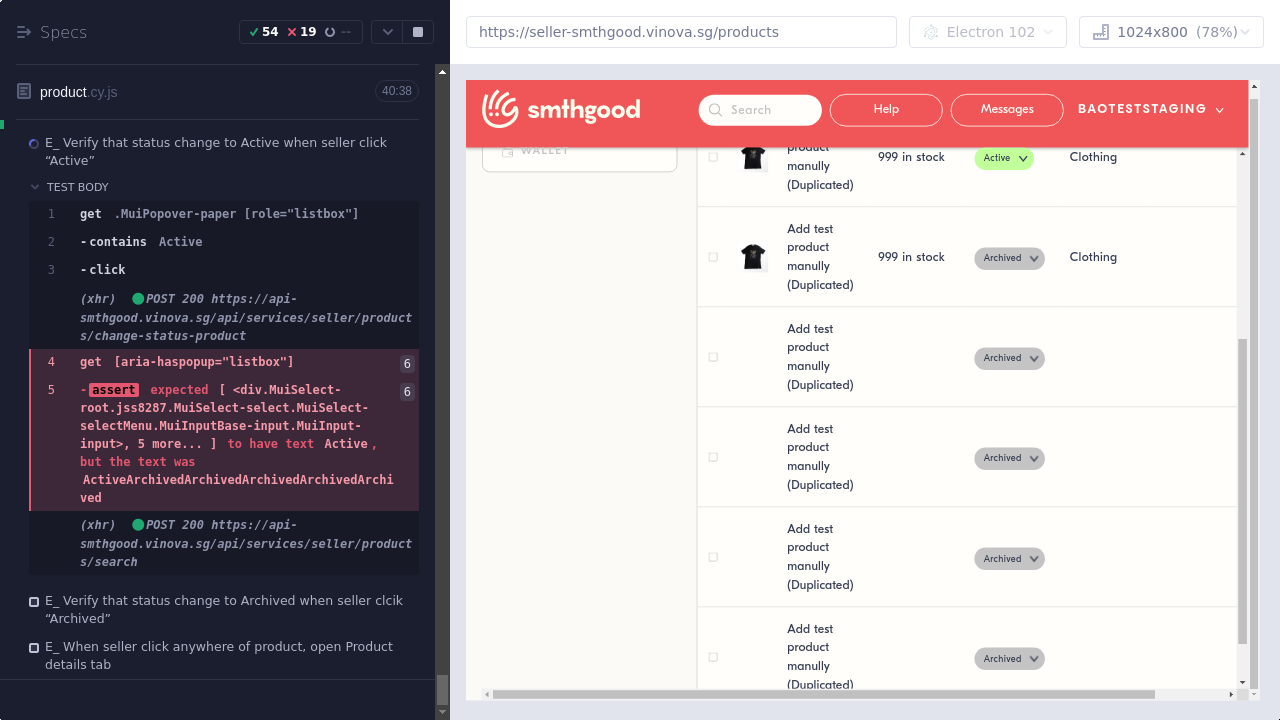 Specs
54 19 --
product.cy.js
40:38
E_ Verify that status change to Active when seller click
“Active”
TEST BODY
1 get .MuiPopover-paper [role="listbox"]
2 -contains Active
3 -click
(xhr) POST 200 https://api-
smthgood.vinova.sg/api/services/seller/product
s/change-status-product
4 get [aria-haspopup="listbox"] 6
5 -assert expected [ <div.MuiSelect- 6
root.jss8287.MuiSelect-select.MuiSelect-
selectMenu.MuiInputBase-input.MuiInput-
input>, 5 more... ] to have text Active,
but the text was
ActiveArchivedArchivedArchivedArchivedArchi
ved
(xhr) POST 200 https://api-
smthgood.vinova.sg/api/services/seller/product
s/search
E_ Verify that status change to Archived when seller clcik
“Archived”
E_ When seller click anywhere of product, open Product
details tab
https://seller-smthgood.vinova.sg/products
Electron 102
1024x800 (78%)
smthgood
Search
Help
Messages
BAOTESTSTAGING
WALLET
product
manully
(Duplicated)
999 in stock
Active
Clothing
Add test
product
manully
(Duplicated)
999 in stock
Archived
Clothing
Add test
product
manully
(Duplicated)
Archived
Add test
product
manully
(Duplicated)
Archived
Add test
product
manully
(Duplicated)
Archived
Add test
product
manully
(Duplicated)
Archived